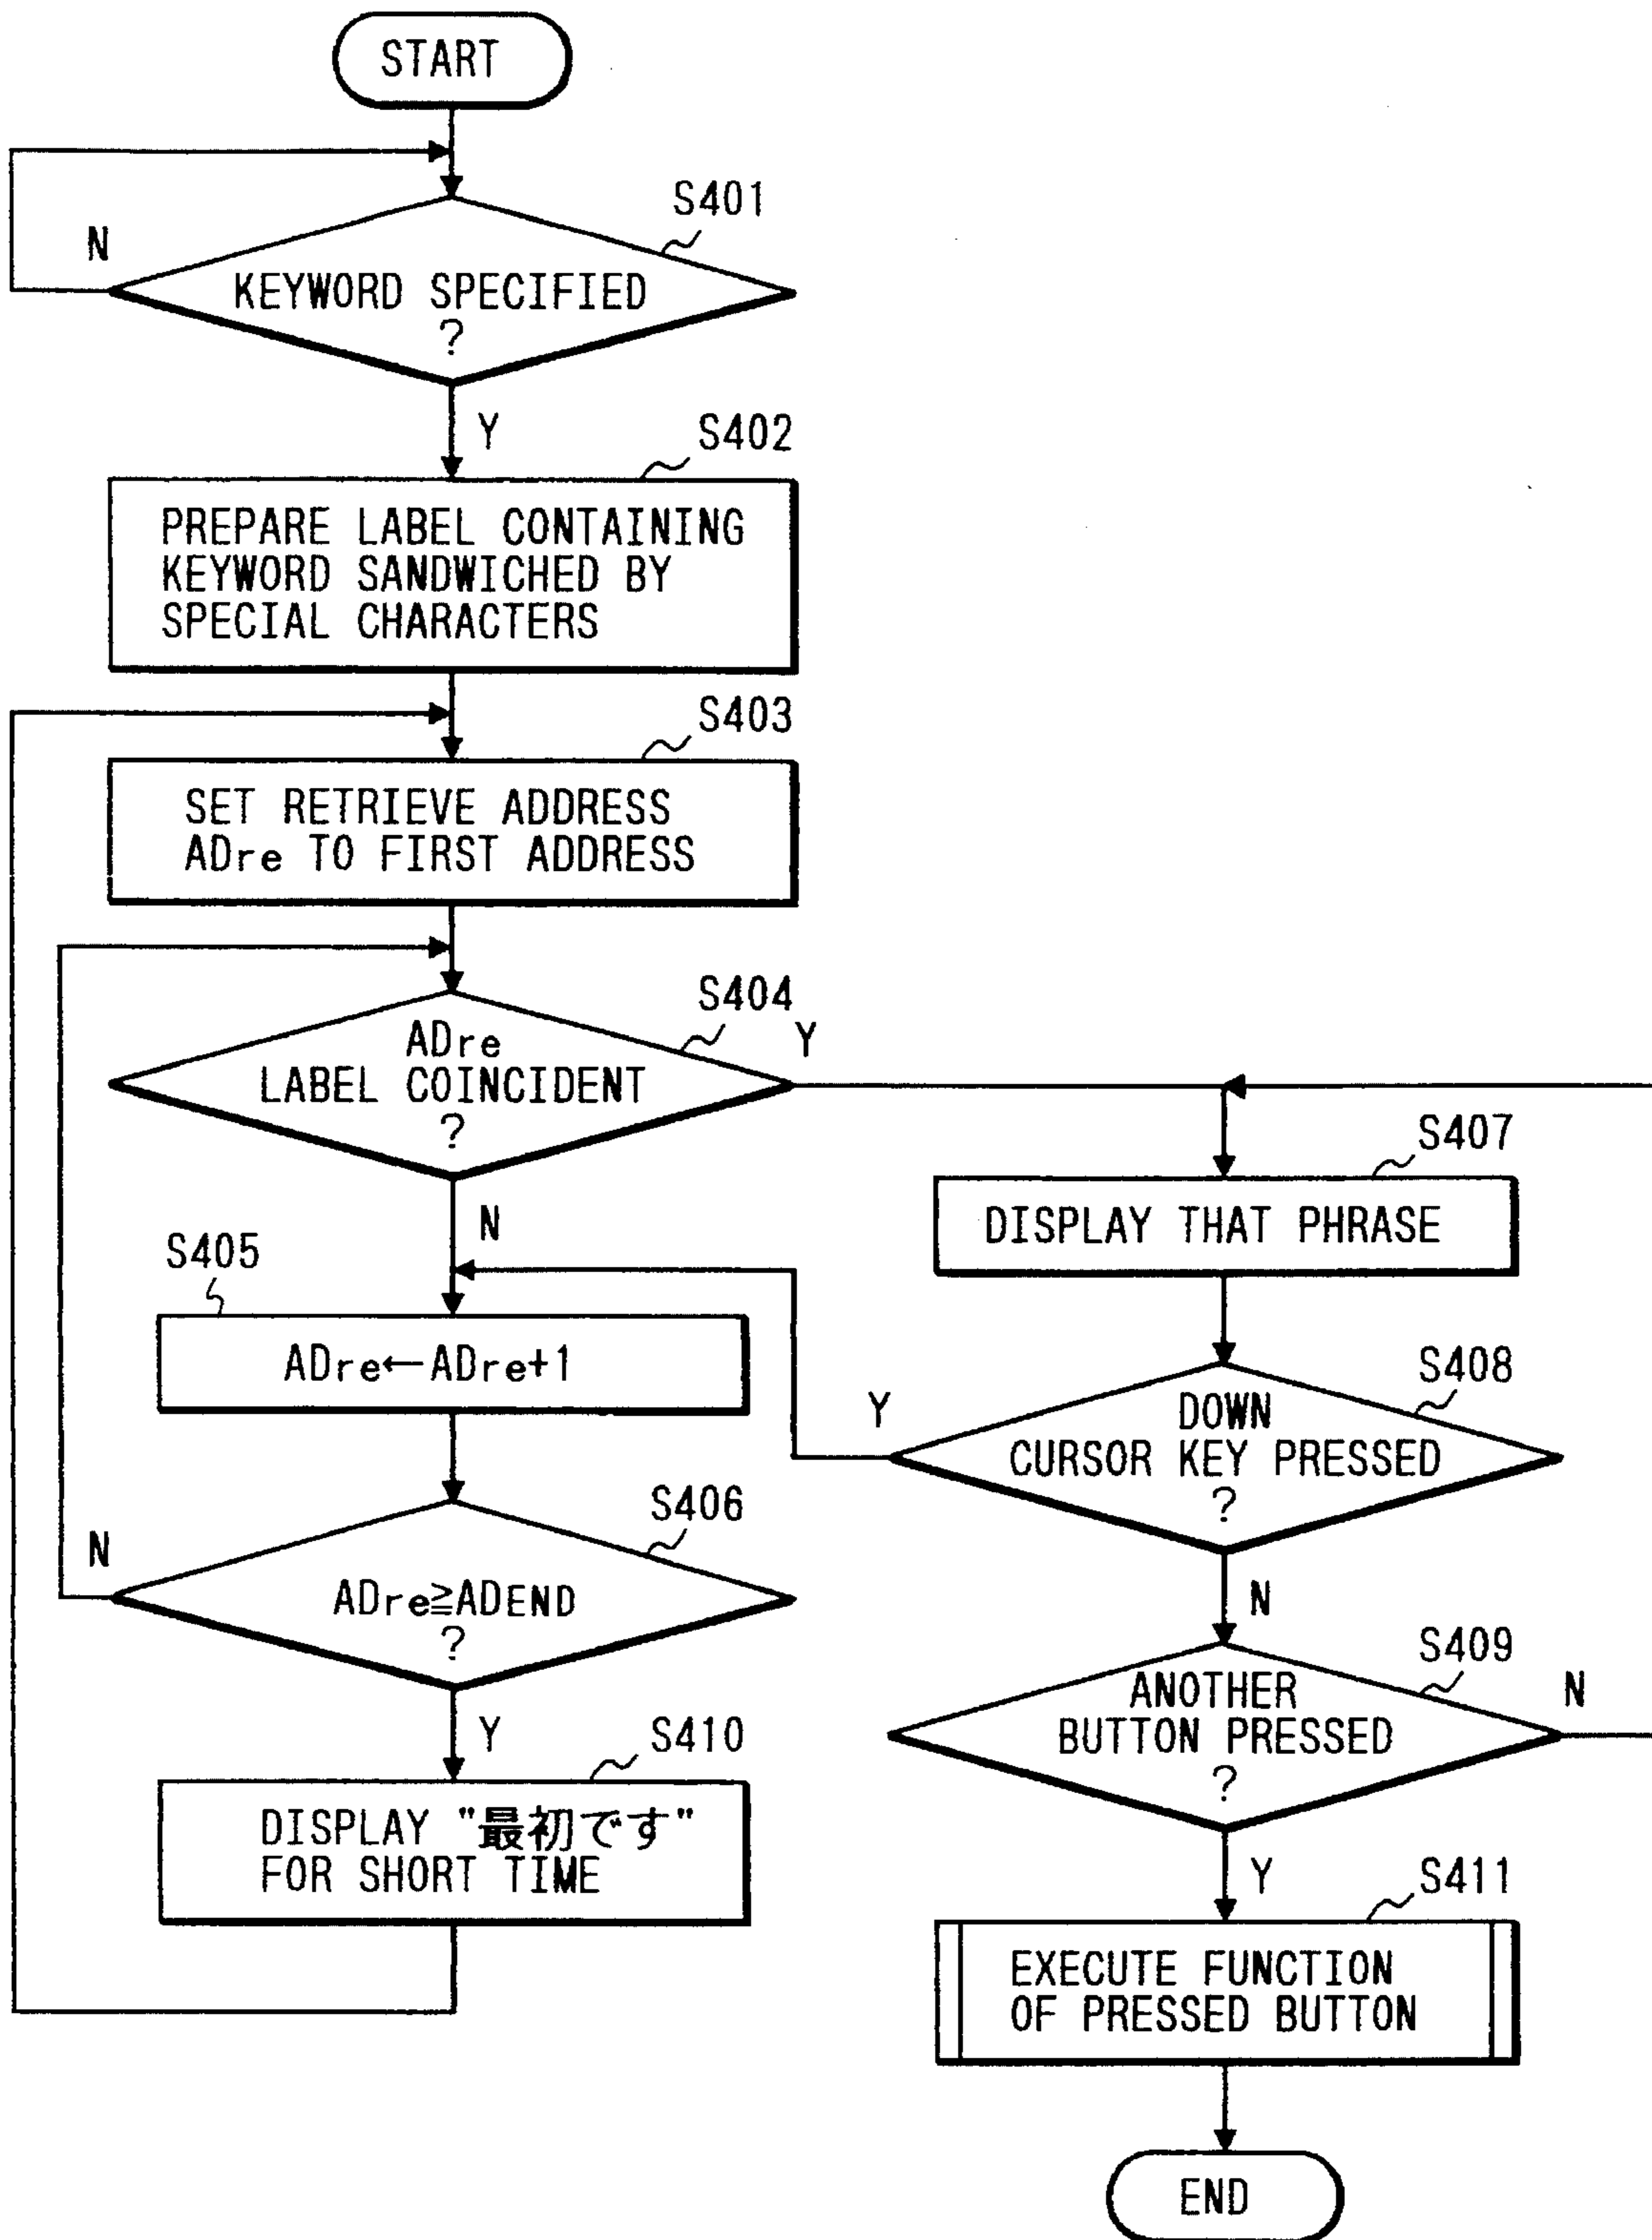 START
S401
N
KEYWORD SPECIFIED
?
Y
S402
PREPARE LABEL CONTAINING
KEYWORD SANDWICHED BY
SPECIAL CHARACTERS
S403
SET RETRIEVE ADDRESS
ADre TO FIRST ADDRESS
S404
Y
ADre
LABEL COINCIDENT
?
N
S405
ADre←ADre+1
S406
N
ADre≧ADEND
?
Y
S410
DISPLAY "最初です"
FOR SHORT TIME
S407
DISPLAY THAT PHRASE
S408
Y
DOWN
CURSOR KEY PRESSED
?
N
S409
N
ANOTHER
BUTTON PRESSED
?
Y
S411
EXECUTE FUNCTION
OF PRESSED BUTTON
END